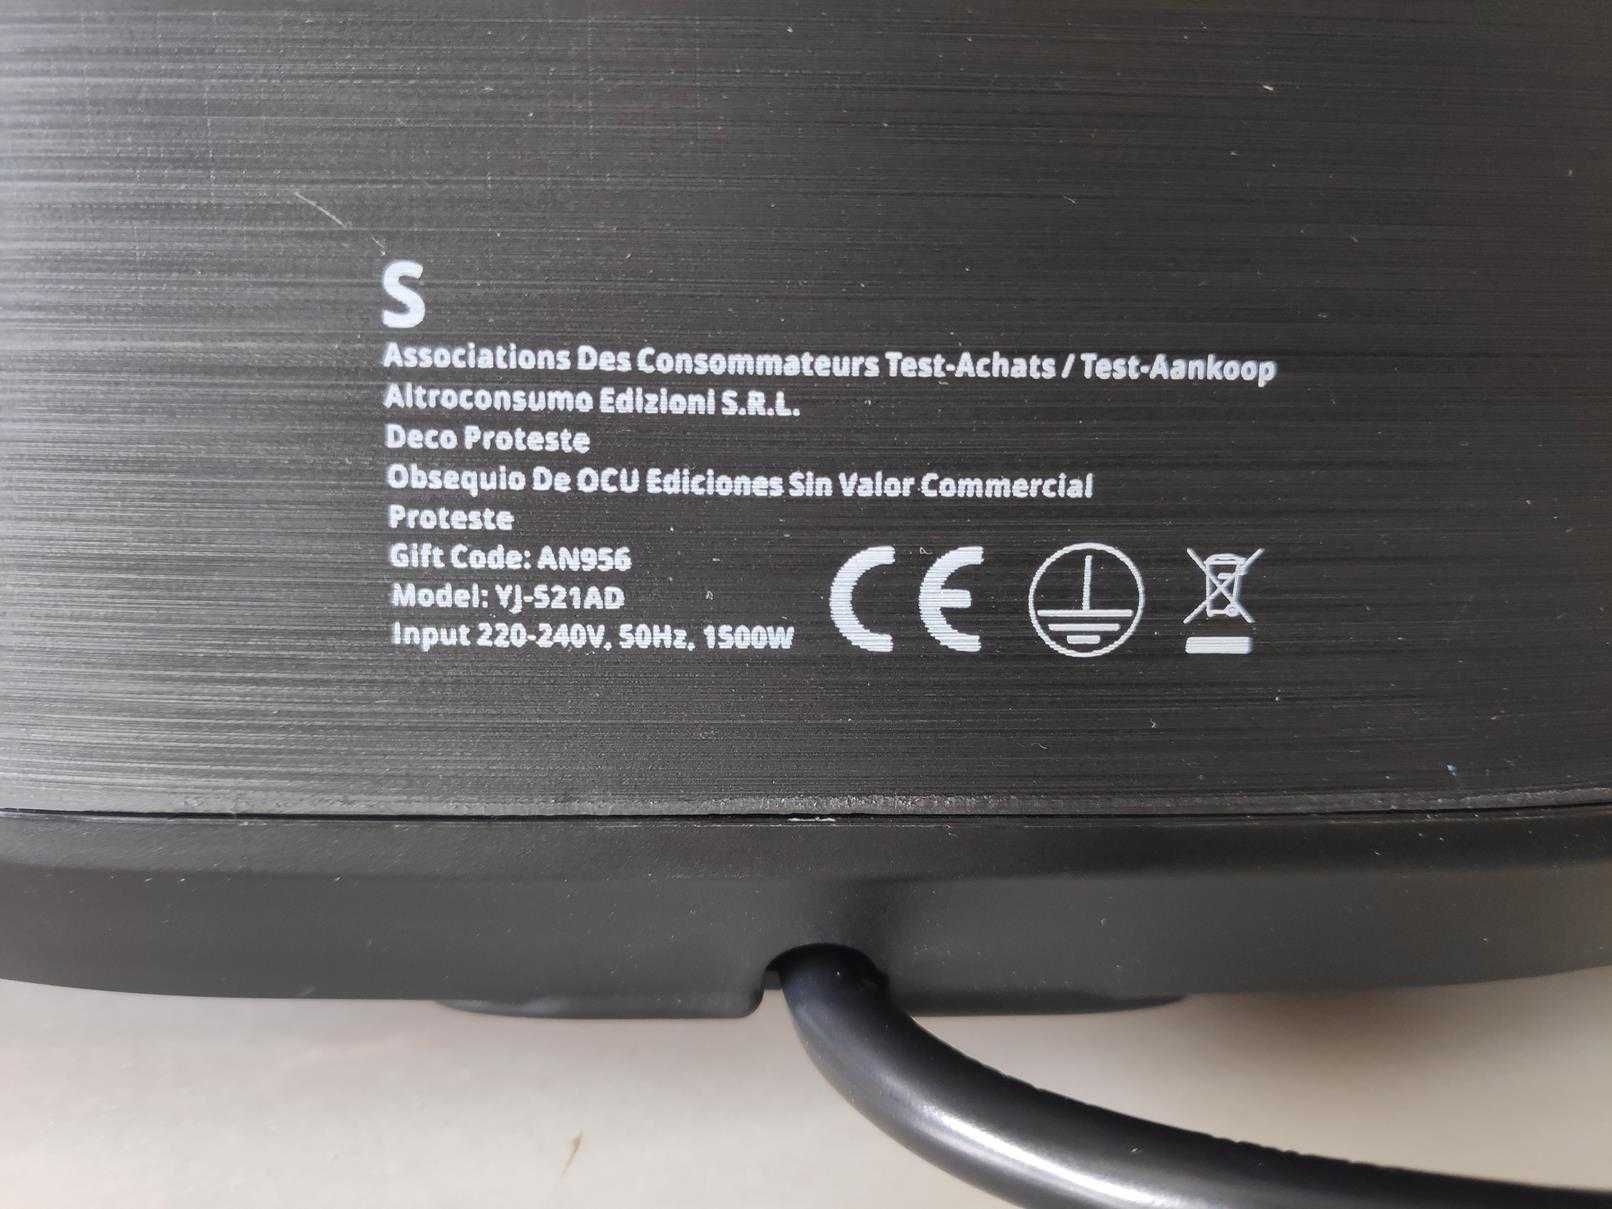 S
Associations Des Consommateurs Test-Achats / Test-Aankoop
Altroconsumo Edizioni S.R.L.
Deco Proteste
Obsequio De OCU Ediciones Sin Valor Commercial
Proteste
Gift Code: AN956
Model: YJ-521AD
Input 220-240V, 50Hz, 1500W
CE